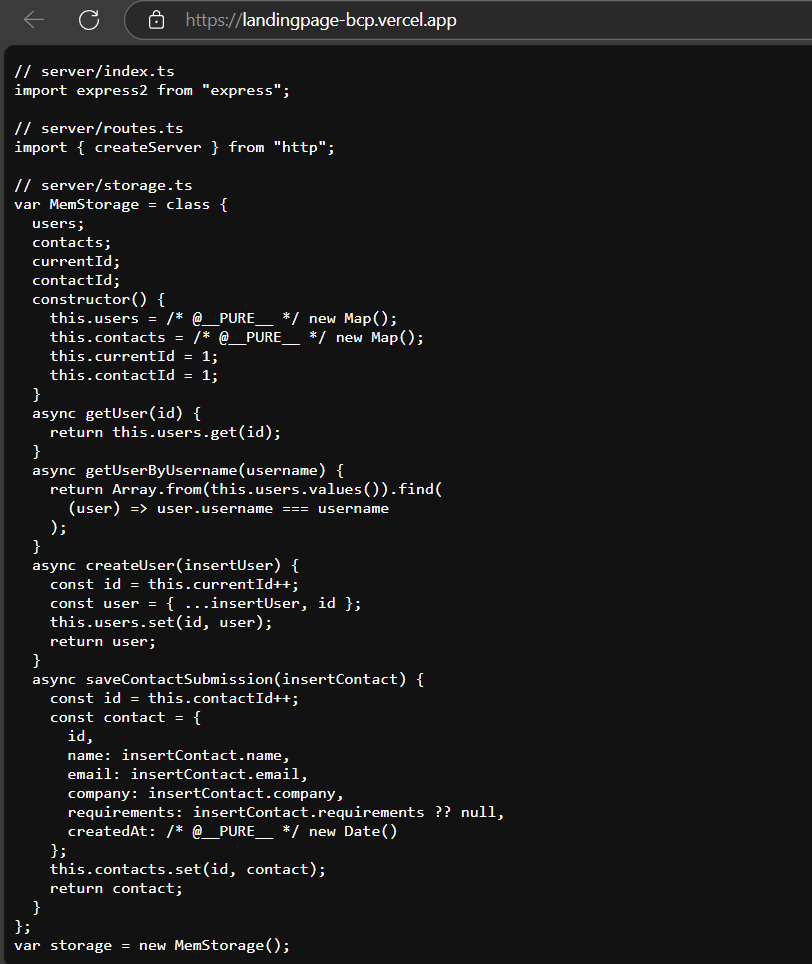 https://landingpage-bcp.vercel.app
// server/index.ts
import express2 from "express";
// server/routes.ts
import { createServer } from "http";
// server/storage.ts
var MemStorage = class {
  users;
  contacts;
  currentId;
  contactId;
  constructor() {
    this.users = /* @__PURE__ */ new Map();
    this.contacts = /* @__PURE__ */ new Map();
    this.currentId = 1;
    this.contactId = 1;
  }
  async getUser(id) {
    return this.users.get(id);
  }
  async getUserByUsername(username) {
    return Array.from(this.users.values()).find(
      (user) => user.username === username
    );
  }
  async createUser(insertUser) {
    const id = this.currentId++;
    const user = { ...insertUser, id };
    this.users.set(id, user);
    return user;
  }
  async saveContactSubmission(insertContact) {
    const id = this.contactId++;
    const contact = {
      id,
      name: insertContact.name,
      email: insertContact.email,
      company: insertContact.company,
      requirements: insertContact.requirements ?? null,
      createdAt: /* @__PURE__ */ new Date()
    };
    this.contacts.set(id, contact);
    return contact;
  }
};
var storage = new MemStorage();